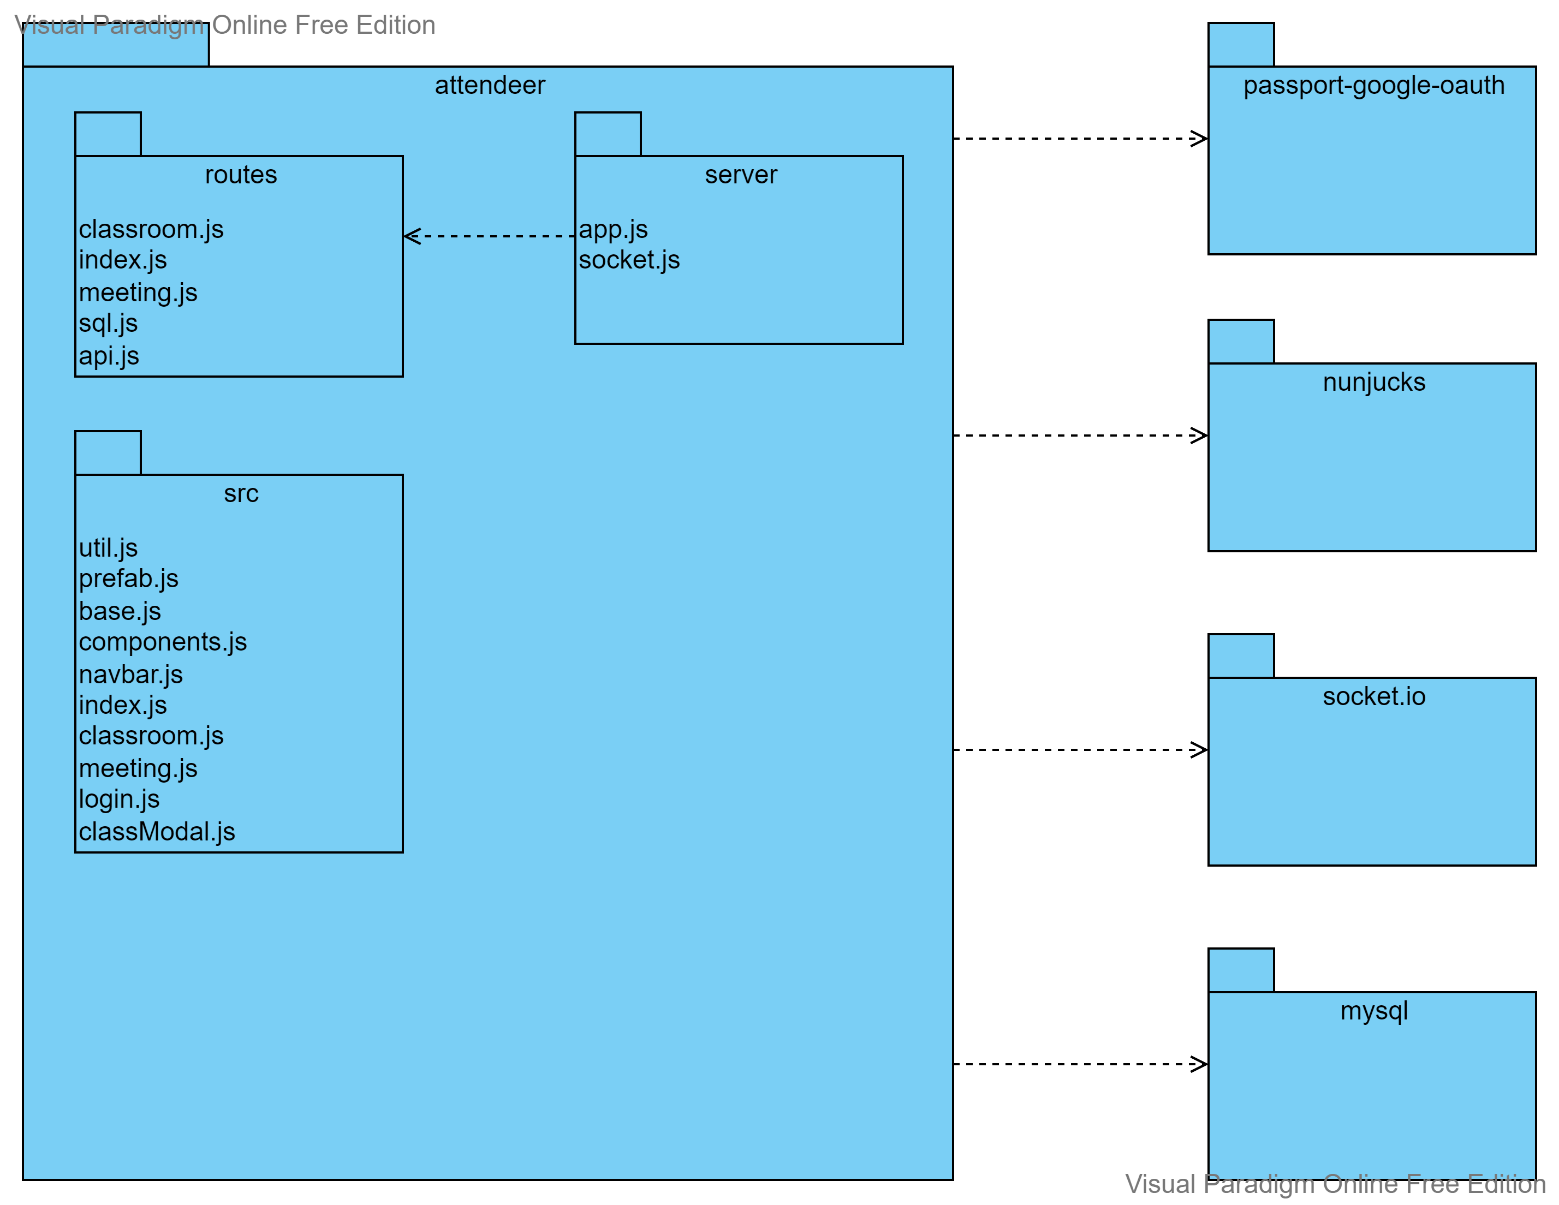 Visual Paradigm Online Free Edition
attendeer
routes
classroom.js
index.js
meeting.js
sql.js
api.js
server
app.js
socket.js
src
util.js
prefab.js
base.js
components.js
navbar.js
index.js
classroom.js
meeting.js
login.js
classModal.js
passport-google-oauth
nunjucks
socket.io
mysql
Visual Paradigm Online Free Edition